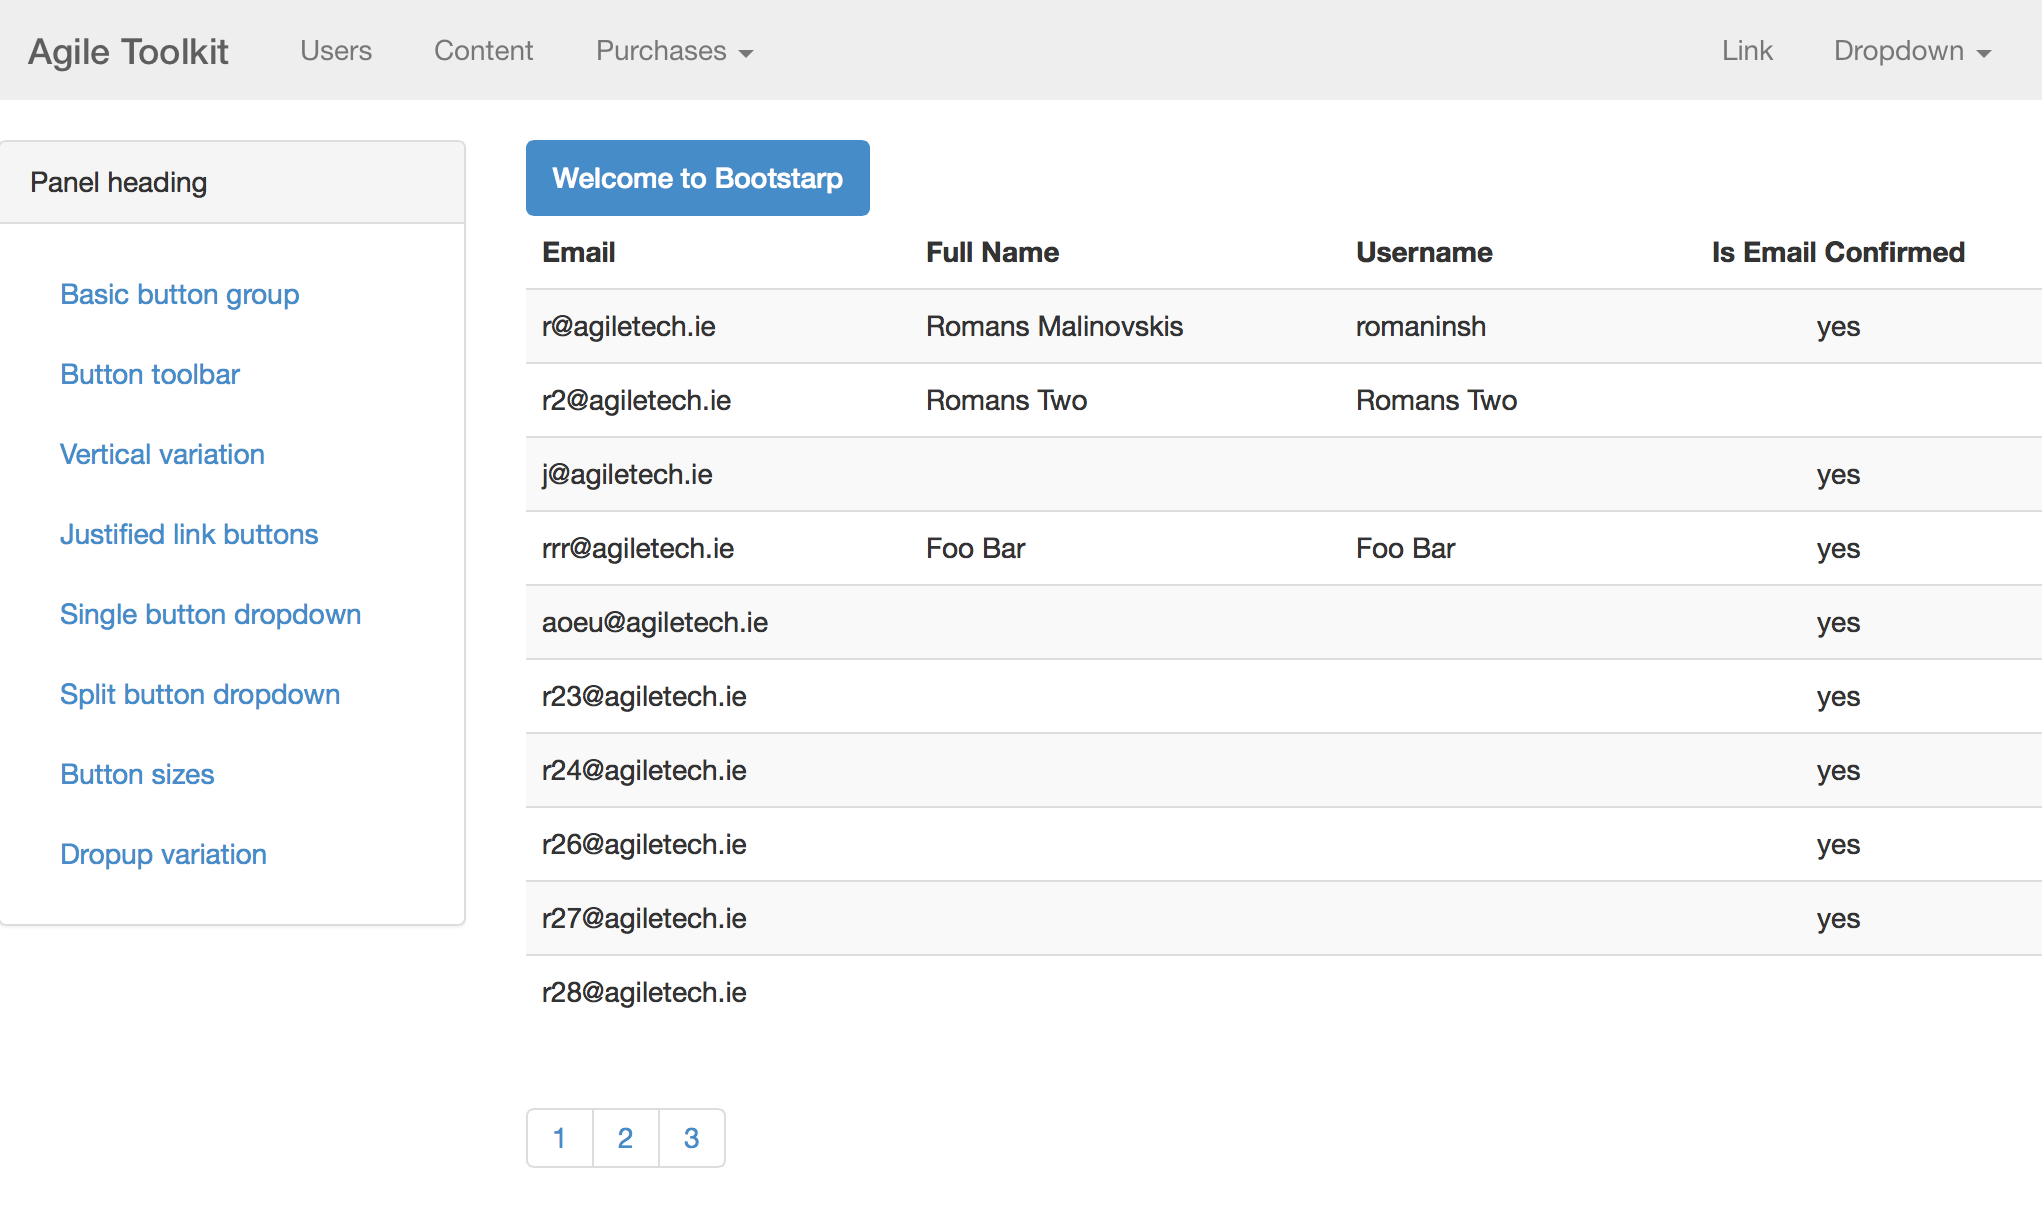 Agile Toolkit Users Content Purchases Link Dropdown
Panel heading
Basic button group
Button toolbar
Vertical variation
Justified link buttons
Single button dropdown
Split button dropdown
Button sizes
Dropup variation
Welcome to Bootstarp
Email Full Name Username Is Email Confirmed
r@agiletech.ie Romans Malinovskis romaninsh yes
r2@agiletech.ie Romans Two Romans Two
j@agiletech.ie yes
rrr@agiletech.ie Foo Bar Foo Bar yes
aoeu@agiletech.ie yes
r23@agiletech.ie yes
r24@agiletech.ie yes
r26@agiletech.ie yes
r27@agiletech.ie yes
r28@agiletech.ie
1 2 3